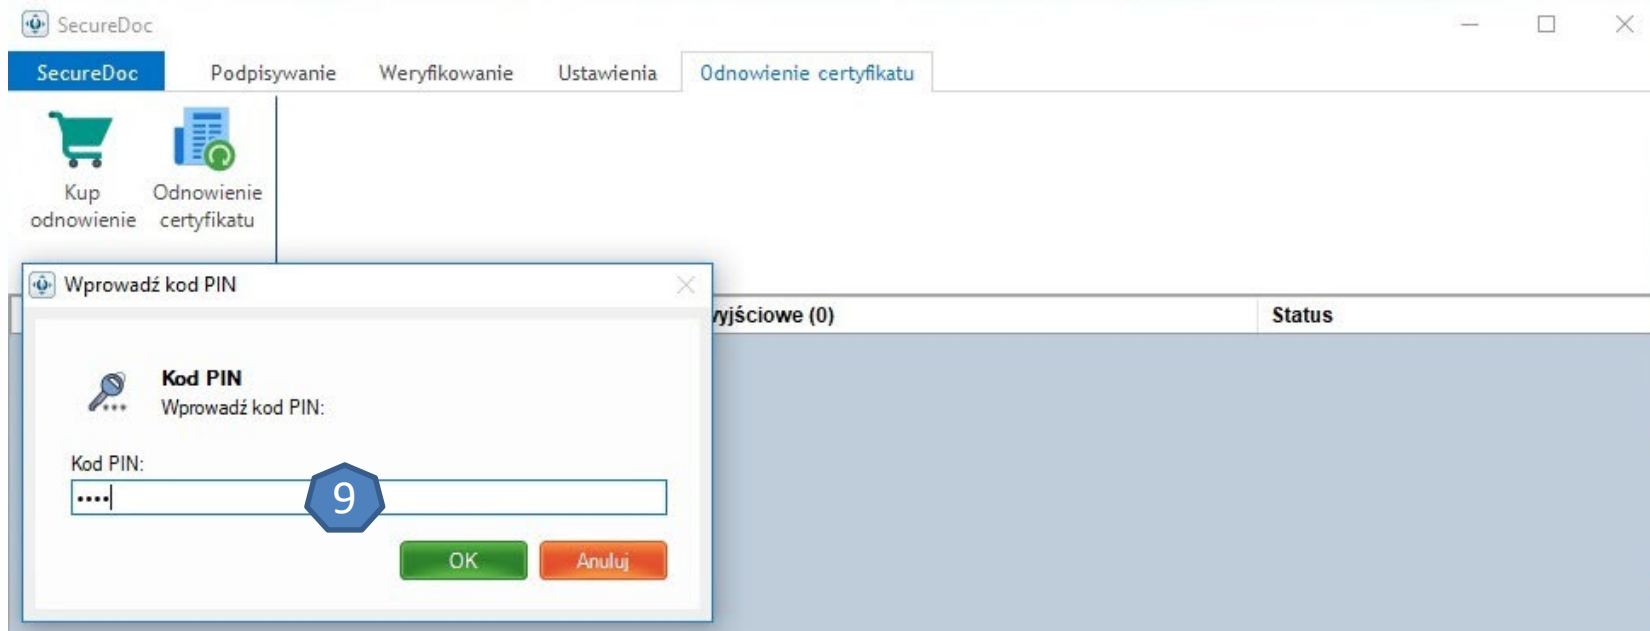 SecureDoc
SecureDoc Podpisywanie Weryfikowanie Ustawienia Odnowienie certyfikatu
Kup odnowienie
Odnowienie certyfikatu
Wprowadź kod PIN
wyjściowe (0) Status
Kod PIN
Wprowadź kod PIN:
Kod PIN:
••••
9
OK Anuluj